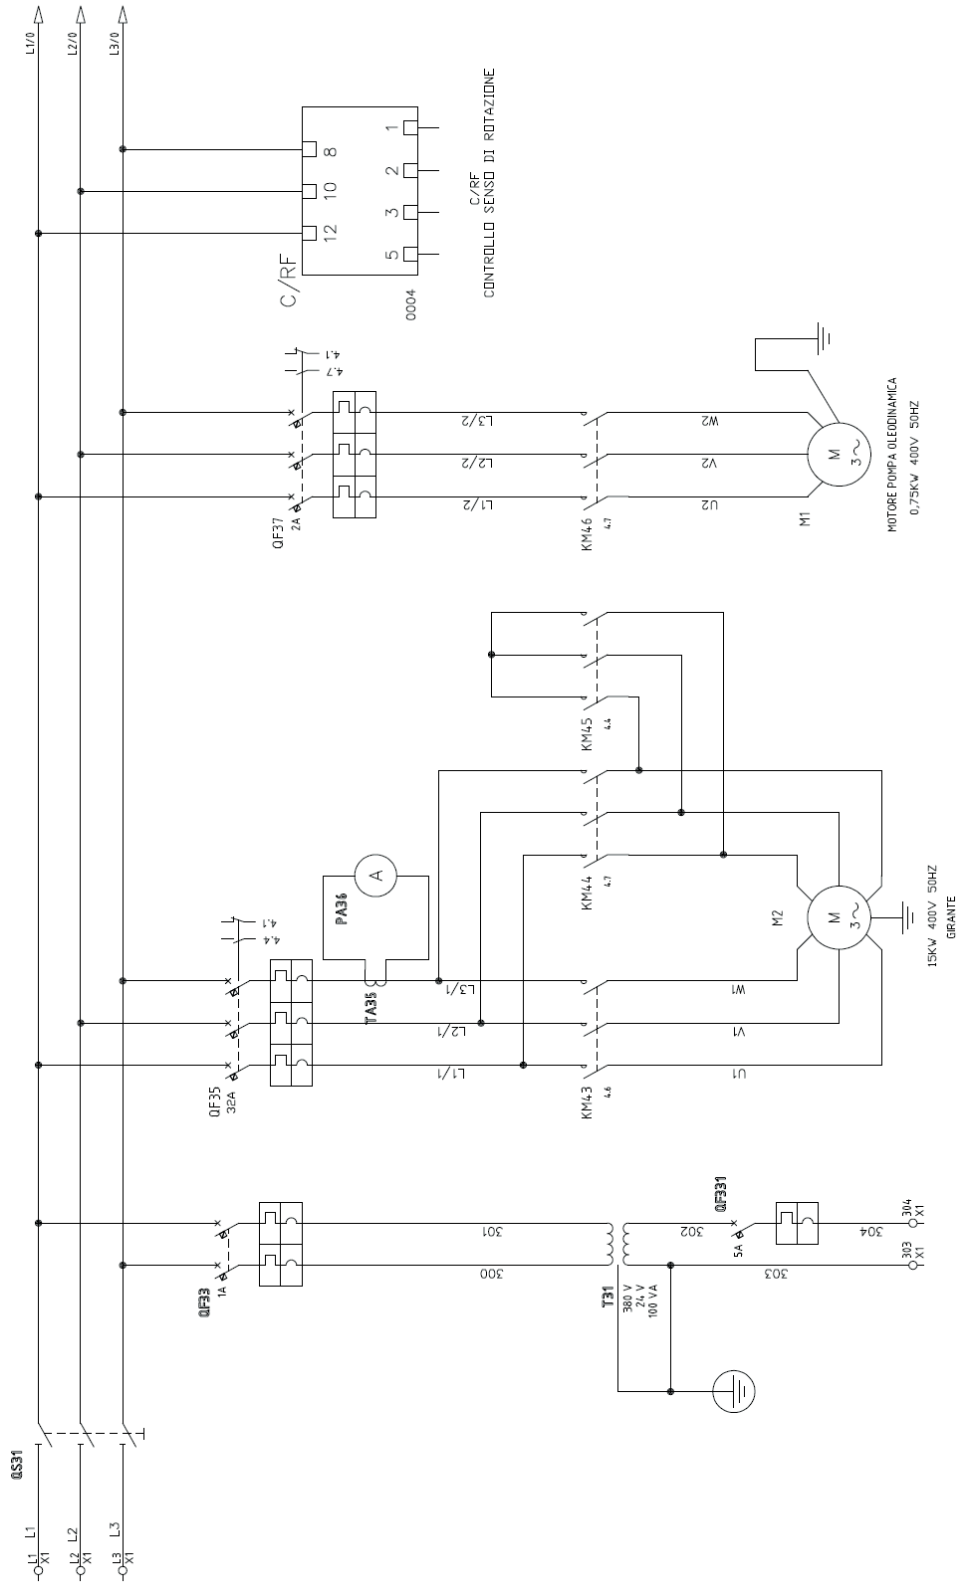 L1
X1
L1
L2
X1
L2
L3
X1
L3
QS31
QF33
1A
300
301
T31
380 V
24 V
100 VA
302
QF331
5A
303
304
303
X1
304
X1
QF35
32A
4.4
4.1
TA35
PA36
A
L1/1
L2/1
L3/1
KM43
4.6
KM44
4.7
KM45
4.4
U1
V1
W1
M2
M
3~
15KW 400V 50HZ
GIRANTE
QF37
2A
4.7
4.1
L1/2
L2/2
L3/2
KM46
4.7
U2
V2
W2
M1
M
3~
MOTORE POMPA OLEODINAMICA
0,75KW 400V 50HZ
C/RF
12
10
8
5
3
2
1
0004
C/RF
CONTROLLO SENSO DI ROTAZIONE
L1/0
L2/0
L3/0